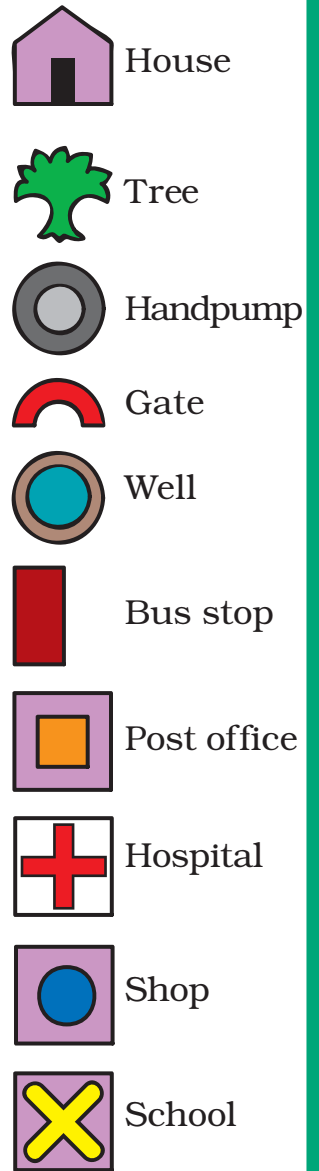 House
Tree
Handpump
Gate
Well
Bus stop
Post office
Hospital
Shop
School